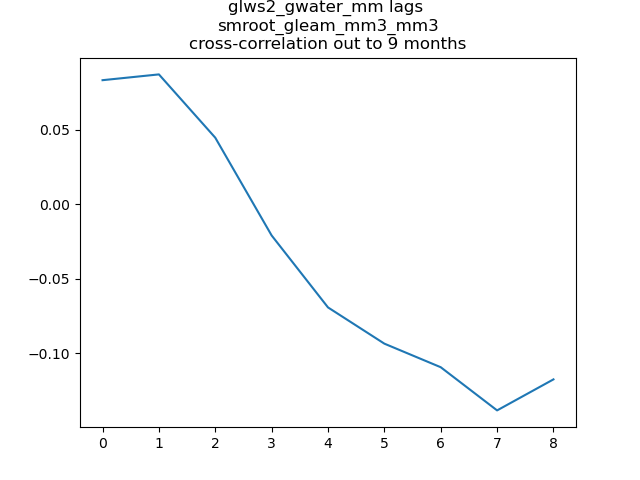 glws2_gwater_mm lags
smroot_gleam_mm3_mm3
cross-correlation out to 9 months
0.05
0.00
−0.05
−0.10
0 1 2 3 4 5 6 7 8